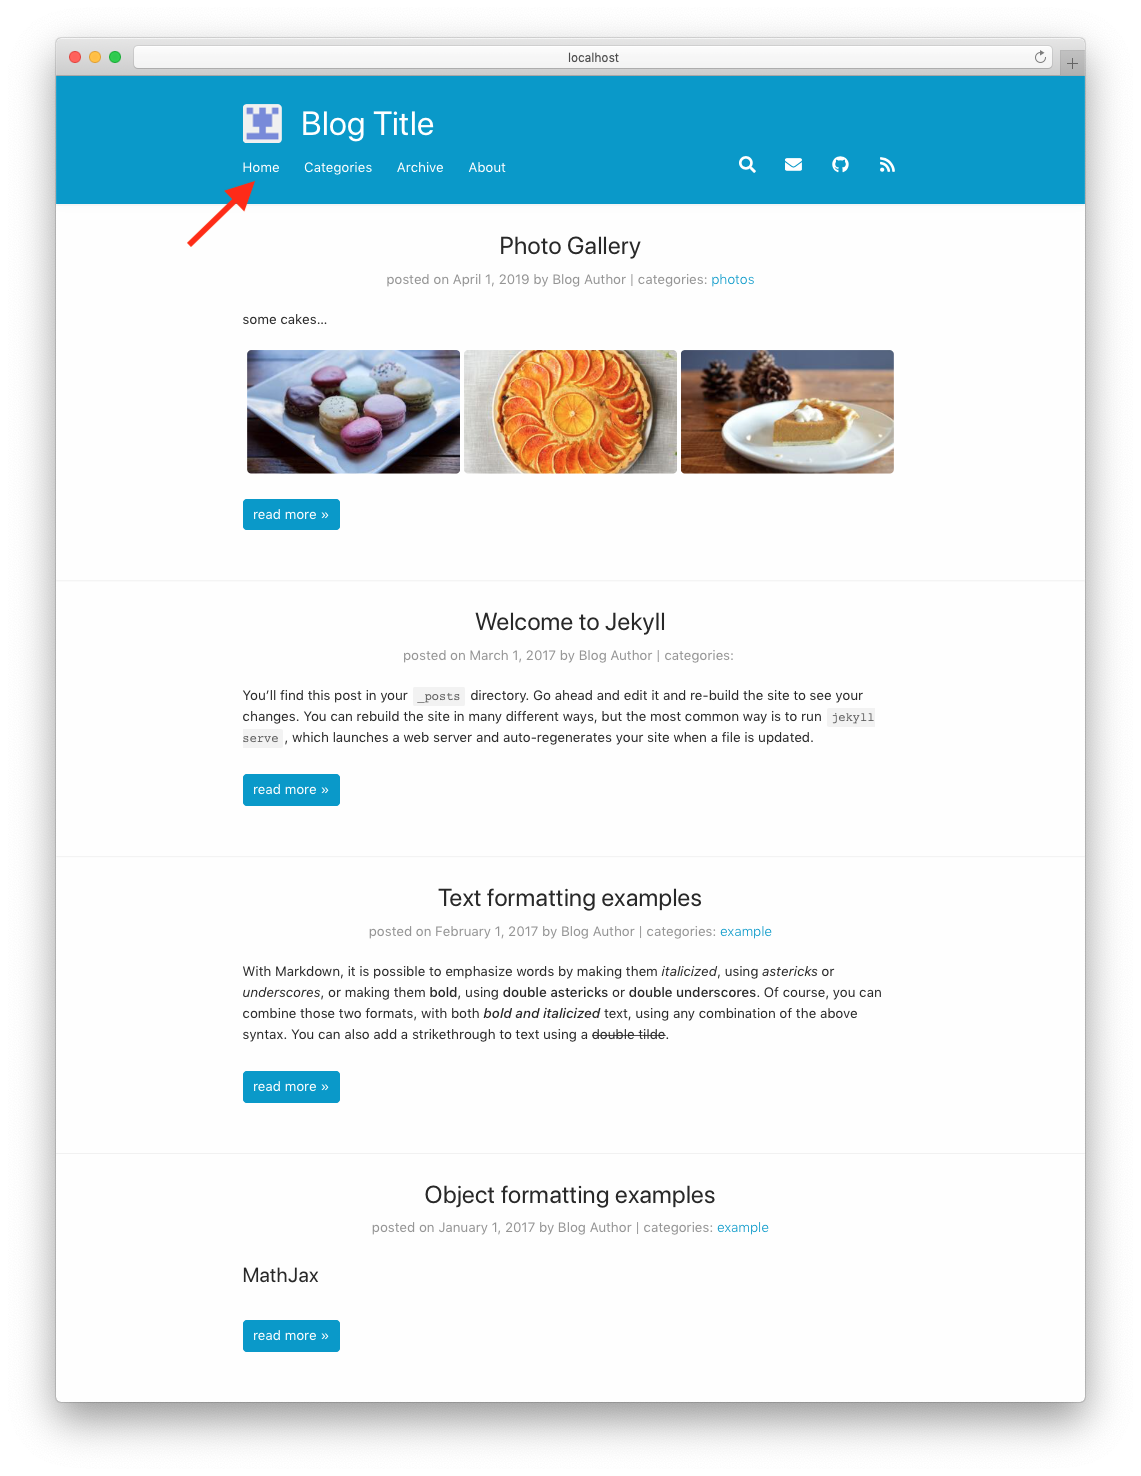 localhost
Blog Title
Home Categories Archive About
Photo Gallery
posted on April 1, 2019 by Blog Author | categories: photos
some cakes...
read more »
Welcome to Jekyll
posted on March 1, 2017 by Blog Author | categories:
You’ll find this post in your _posts directory. Go ahead and edit it and re-build the site to see your
changes. You can rebuild the site in many different ways, but the most common way is to run jekyll
serve , which launches a web server and auto-regenerates your site when a file is updated.
read more »
Text formatting examples
posted on February 1, 2017 by Blog Author | categories: example
With Markdown, it is possible to emphasize words by making them italicized, using astericks or
underscores, or making them bold, using double astericks or double underscores. Of course, you can
combine those two formats, with both bold and italicized text, using any combination of the above
syntax. You can also add a strikethrough to text using a double tilde.
read more »
Object formatting examples
posted on January 1, 2017 by Blog Author | categories: example
MathJax
read more »